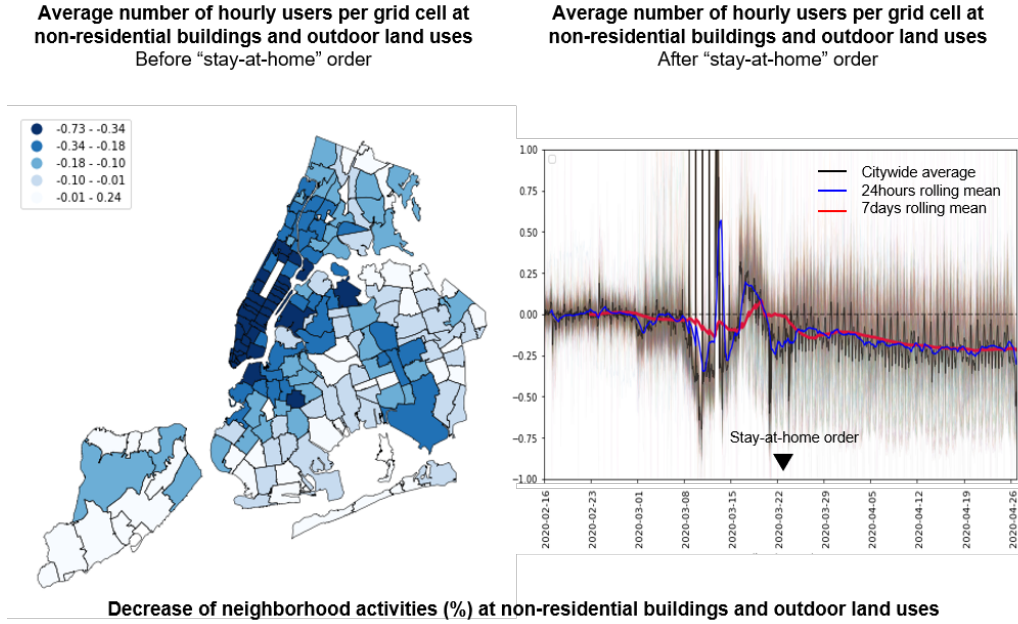 Average number of hourly users per grid cell at
non-residential buildings and outdoor land uses
Before “stay-at-home” order
Average number of hourly users per grid cell at
non-residential buildings and outdoor land uses
After “stay-at-home” order
-0.73 - -0.34
-0.34 - -0.18
-0.18 - -0.10
-0.10 - -0.01
-0.01 - 0.24
1.00
0.75
0.50
0.25
0.00
-0.25
-0.50
-0.75
-1.00
Citywide average
24hours rolling mean
7days rolling mean
Stay-at-home order
2020-02-16
2020-02-23
2020-03-01
2020-03-08
2020-03-15
2020-03-22
2020-03-29
2020-04-05
2020-04-12
2020-04-19
2020-04-26
Decrease of neighborhood activities (%) at non-residential buildings and outdoor land uses